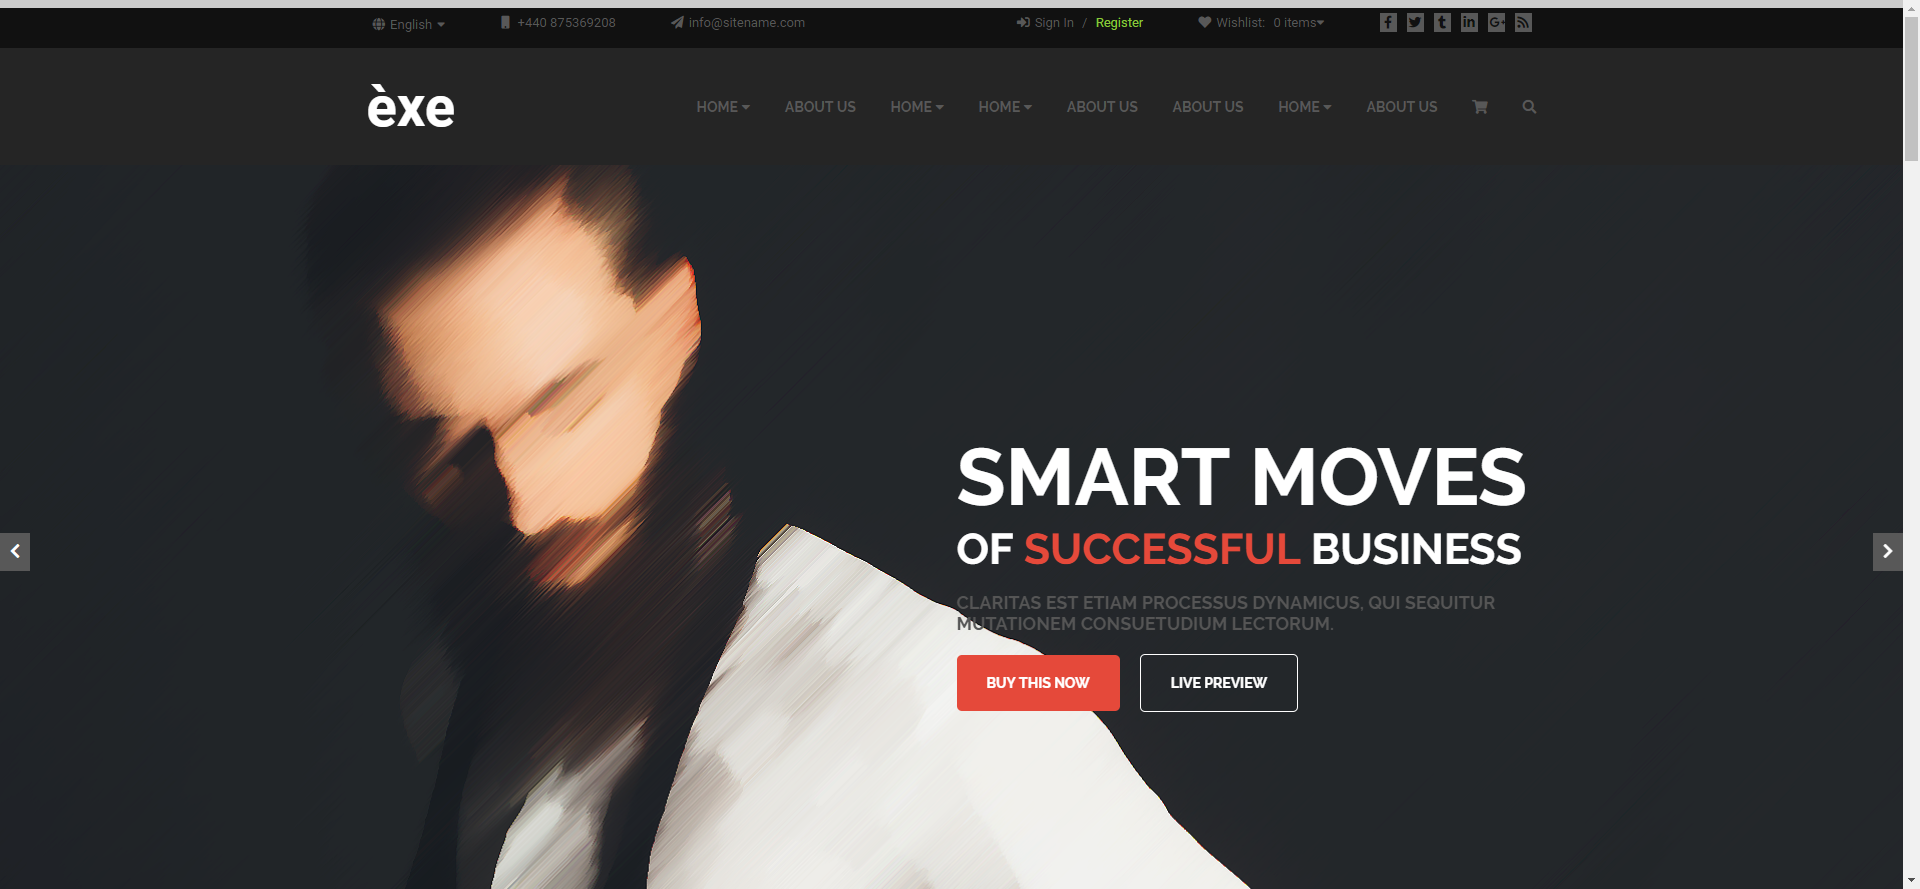 English +440 875369208 info@sitename.com Sign In / Register Wishlist: 0 items
èxe
HOME ABOUT US HOME HOME ABOUT US ABOUT US HOME ABOUT US
SMART MOVES
OF SUCCESSFUL BUSINESS
CLARITAS EST ETIAM PROCESSUS DYNAMICUS, QUI SEQUITUR
MUTATIONEM CONSUETUDIUM LECTORUM.
BUY THIS NOW LIVE PREVIEW